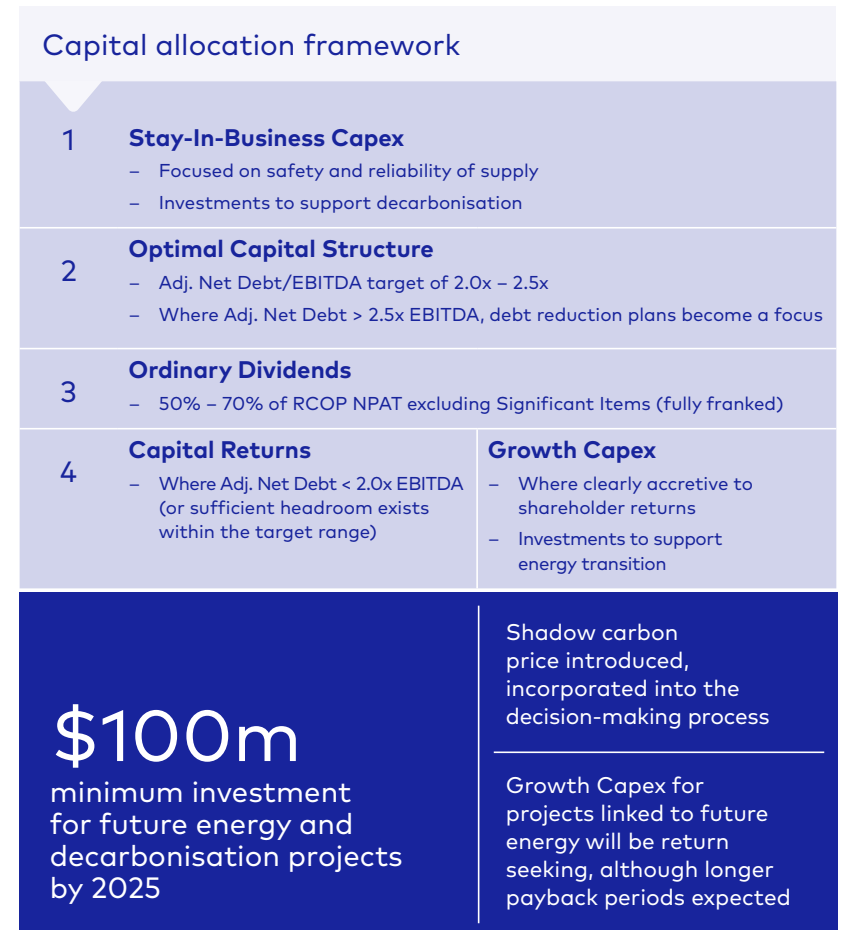 Capital allocation framework
1
Stay-In-Business Capex
– Focused on safety and reliability of supply
– Investments to support decarbonisation
2
Optimal Capital Structure
– Adj. Net Debt/EBITDA target of 2.0x – 2.5x
– Where Adj. Net Debt > 2.5x EBITDA, debt reduction plans become a focus
3
Ordinary Dividends
– 50% – 70% of RCOP NPAT excluding Significant Items (fully franked)
4
Capital Returns
– Where Adj. Net Debt < 2.0x EBITDA
(or sufficient headroom exists
within the target range)
Growth Capex
– Where clearly accretive to
shareholder returns
– Investments to support
energy transition
$100m
minimum investment
for future energy and
decarbonisation projects
by 2025
Shadow carbon
price introduced,
incorporated into the
decision-making process
Growth Capex for
projects linked to future
energy will be return
seeking, although longer
payback periods expected